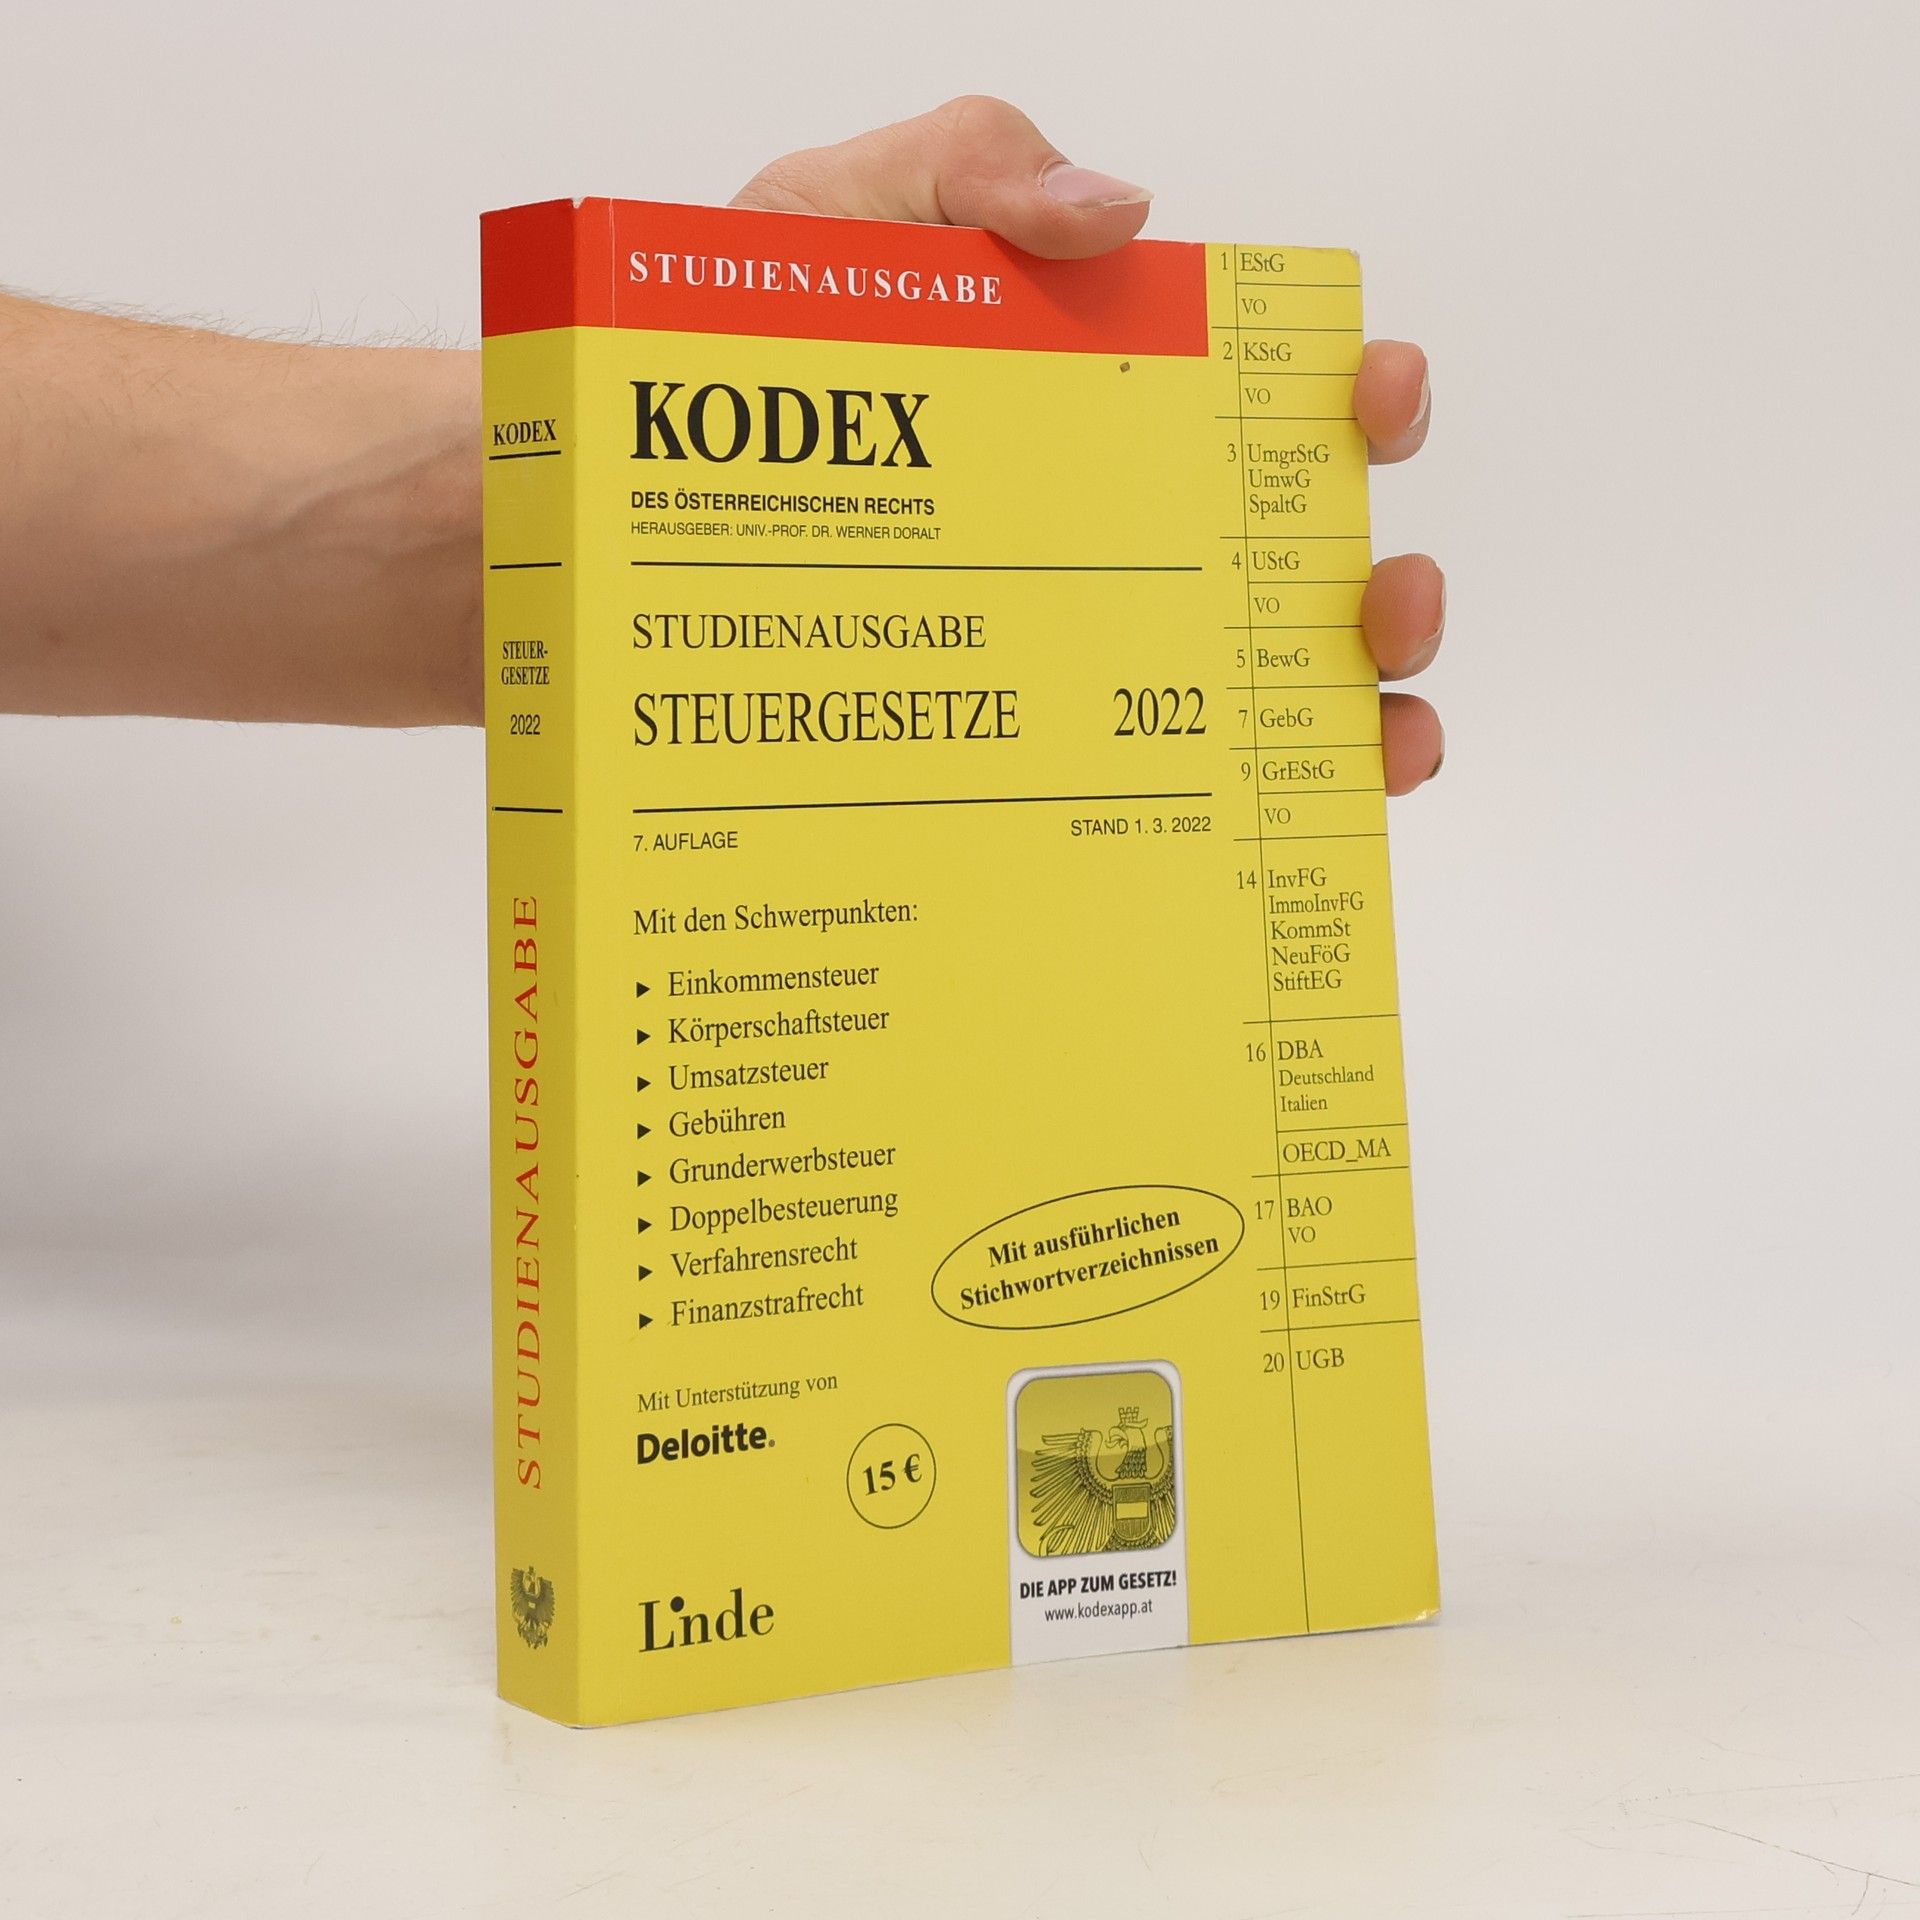 STUDIENAUSGABE
KODEX
DES ÖSTERREICHISCHEN RECHTS
HERAUSGEBER: UNIV.-PROF. DR. WERNER DORALT
STUDIENAUSGABE
STEUERGESETZE 2022
7. AUFLAGE STAND 1. 3. 2022
Mit den Schwerpunkten:
▶ Einkommensteuer
▶ Körperschaftsteuer
▶ Umsatzsteuer
▶ Gebühren
▶ Grunderwerbsteuer
▶ Doppelbesteuerung
▶ Verfahrensrecht
▶ Finanzstrafrecht
Mit ausführlichen
Stichwortverzeichnissen
Mit Unterstützung von
Deloitte.
15 €
Linde
DIE APP ZUM GESETZ!
www.kodexapp.at
1 EStG
VO
2 KStG
VO
3 UmgrStG
UmwG
SpaltG
4 UStG
VO
5 BewG
7 GebG
9 GrEStG
VO
14 InvFG
ImmoInvFG
KommSt
NeuFöG
StiftEG
16 DBA
Deutschland
Italien
OECD_MA
17 BAO
VO
19 FinStrG
20 UGB
KODEX
STEUER-
GESETZE
2022
STUDIENAUSGABE